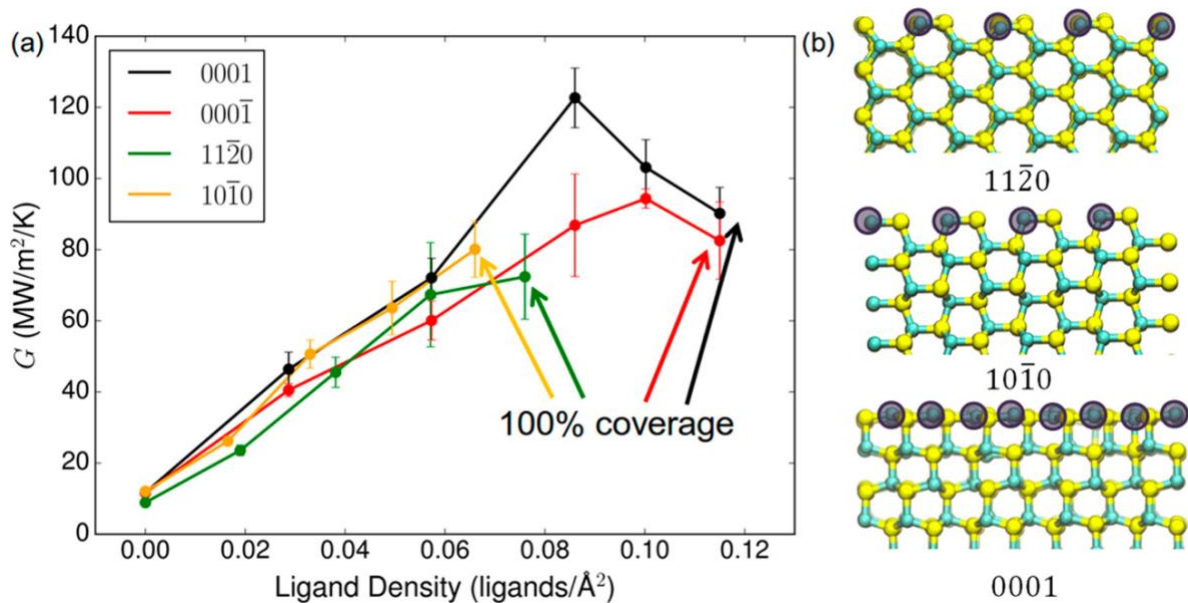 (a)
140
120
100
80
60
40
20
0
G (MW/m²/K)
0001
0001̅
112̅0
101̅0
100% coverage
0.00 0.02 0.04 0.06 0.08 0.10 0.12
Ligand Density (ligands/Å²)
(b)
112̅0
101̅0
0001